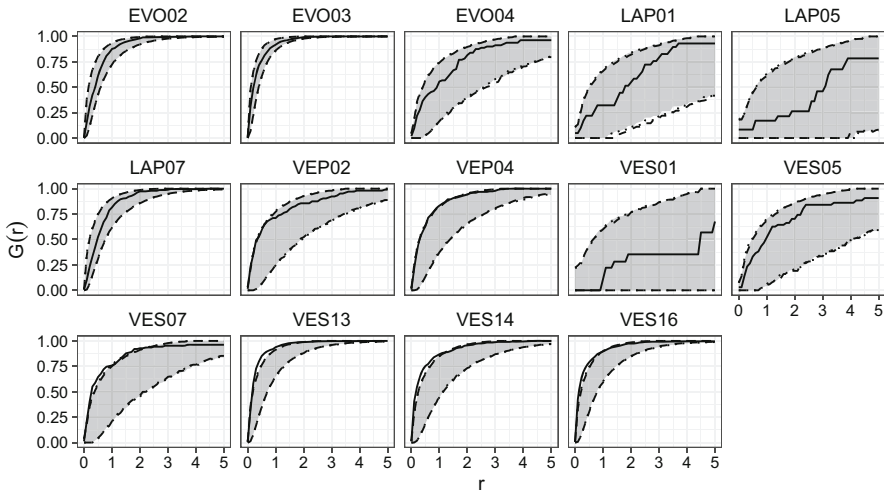 EVO02 EVO03 EVO04 LAP01 LAP05
1.00
0.75
0.50
0.25
0.00
LAP07 VEP02 VEP04 VES01 VES05
1.00
0.75
0.50
0.25
0.00
G(r)
0 1 2 3 4 5
VES07 VES13 VES14 VES16
1.00
0.75
0.50
0.25
0.00
0 1 2 3 4 5 0 1 2 3 4 5 0 1 2 3 4 5 0 1 2 3 4 5
r